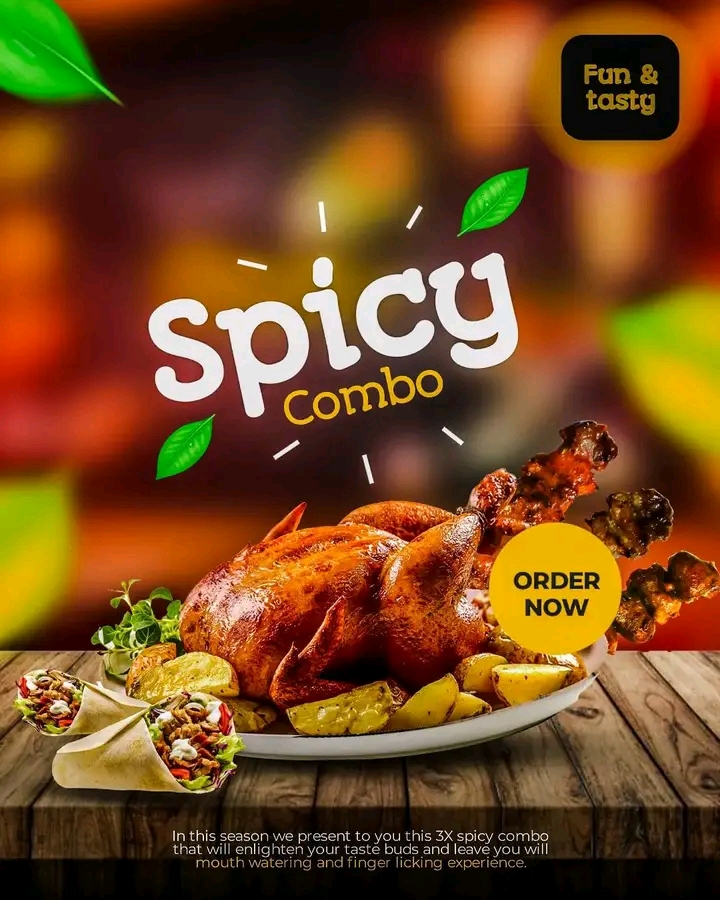 Fun &
tasty
Spicy
Combo
ORDER
NOW
In this season we present to you this 3X spicy combo
that will enlighten your taste buds and leave you will
mouth watering and finger licking experience.